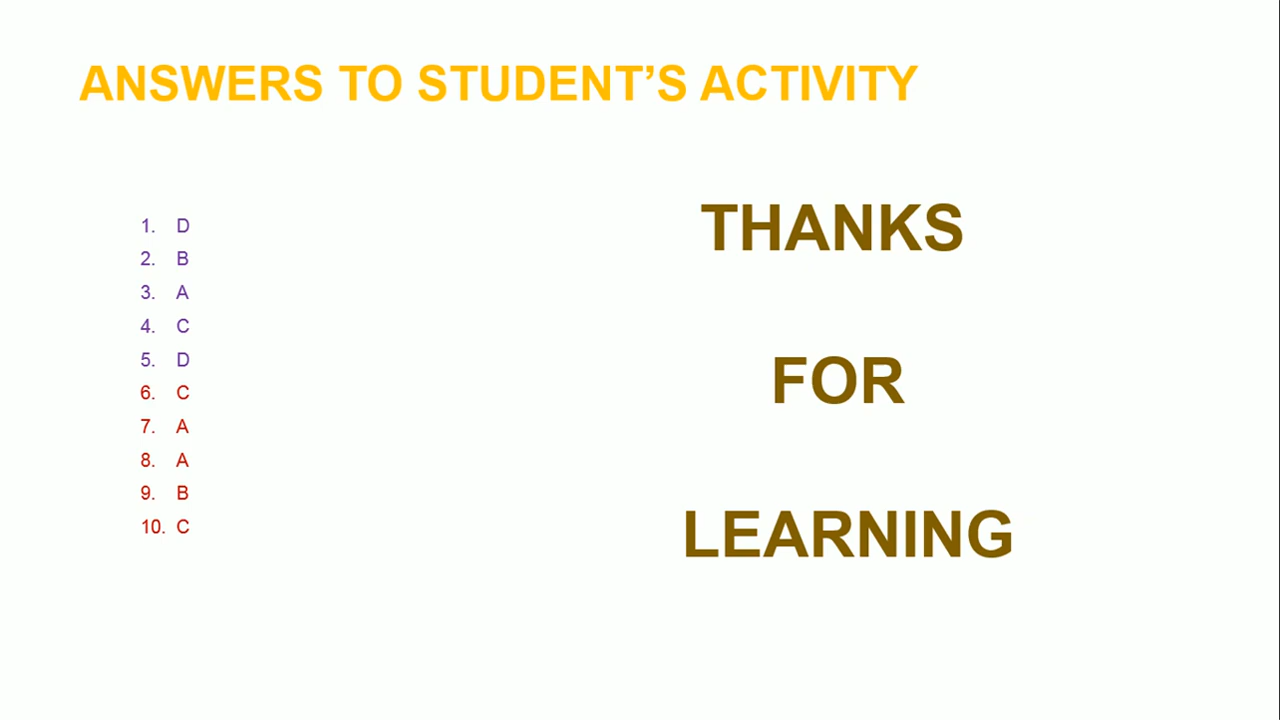 ANSWERS TO STUDENT’S ACTIVITY
1. D
2. B
3. A
4. C
5. D
6. C
7. A
8. A
9. B
10. C
THANKS
FOR
LEARNING